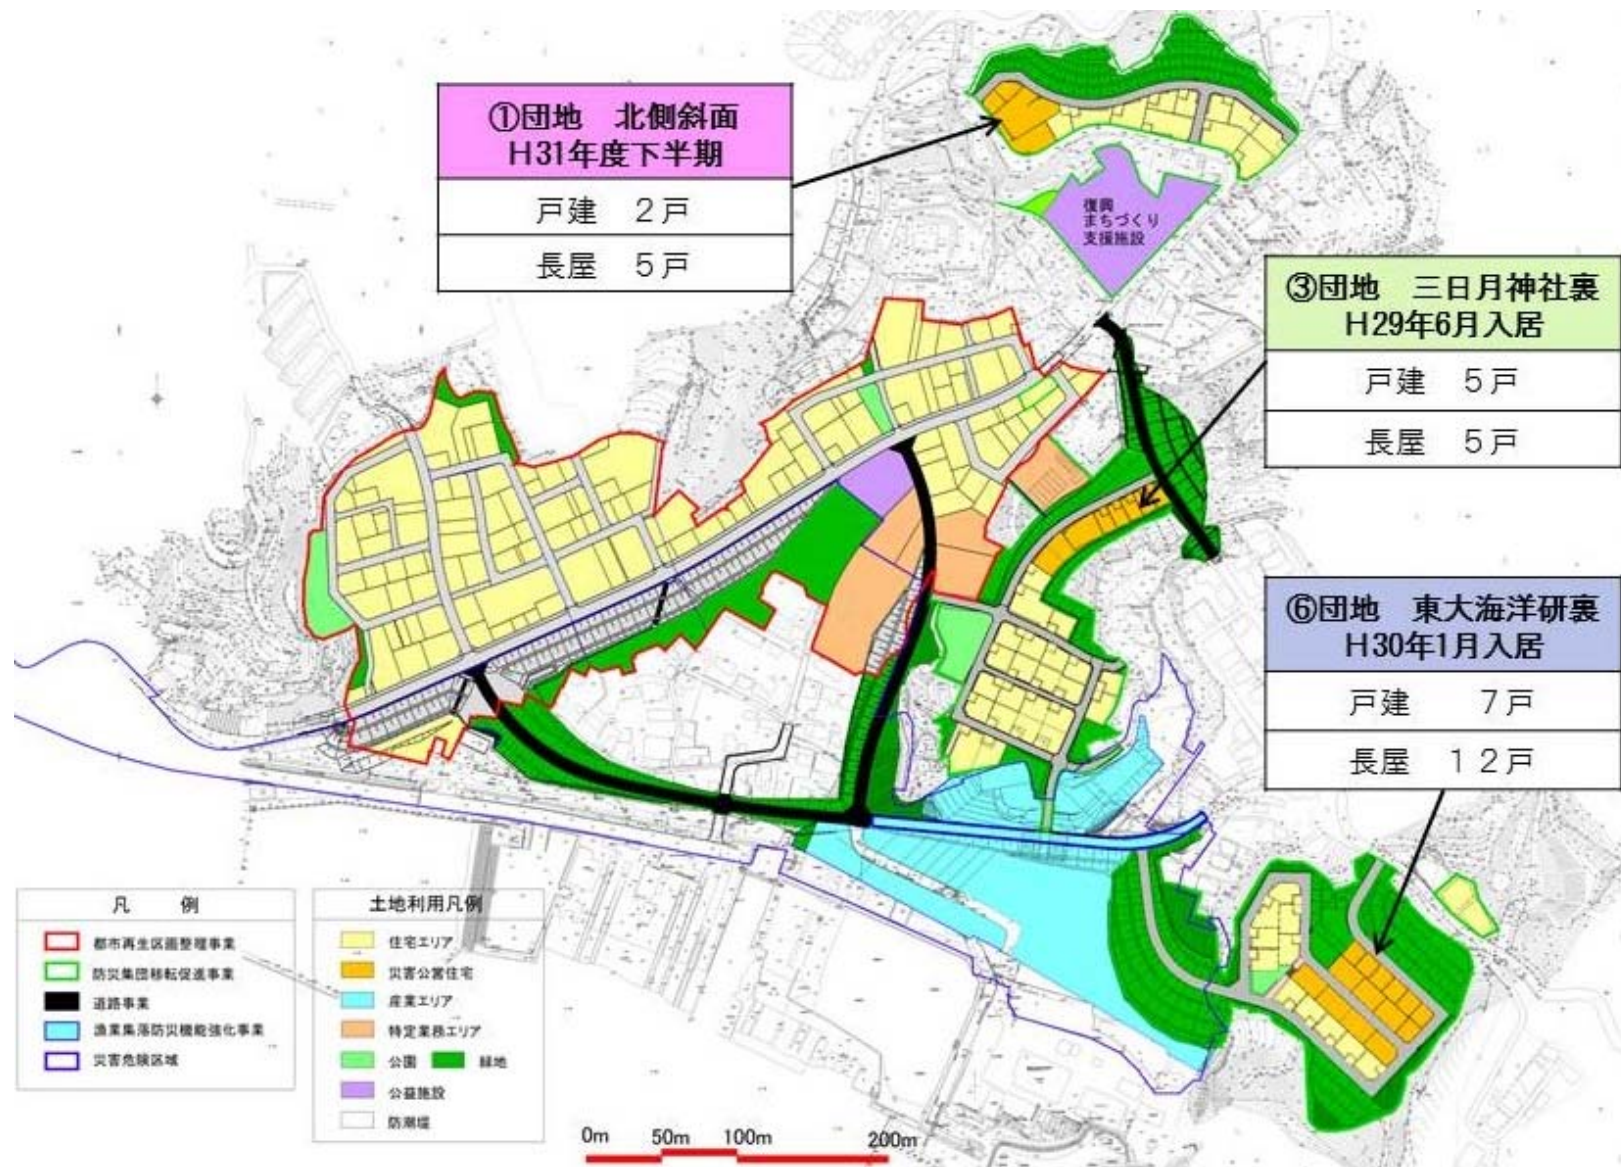 ①団地　北側斜面
H31年度下半期
戸建　2戸
長屋　5戸
復興
まちづくり
支援施設
③団地　三日月神社裏
H29年6月入居
戸建　5戸
長屋　5戸
⑥団地　東大海洋研裏
H30年1月入居
戸建　7戸
長屋　12戸
凡　例
都市再生区画整理事業
防災集団移転促進事業
道路事業
漁業集落防災機能強化事業
災害危険区域
土地利用凡例
住宅エリア
災害公営住宅
産業エリア
特定業務エリア
公園　緑地
公益施設
防潮堤
0m 50m 100m 200m